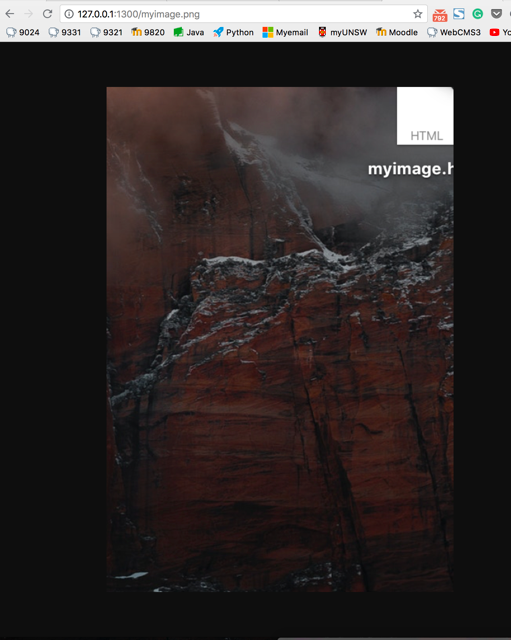 127.0.0.1:1300/myimage.png
792
9024 9331 9321 9820 Java Python Myemail myUNSW Moodle WebCMS3
HTML
myimage.h